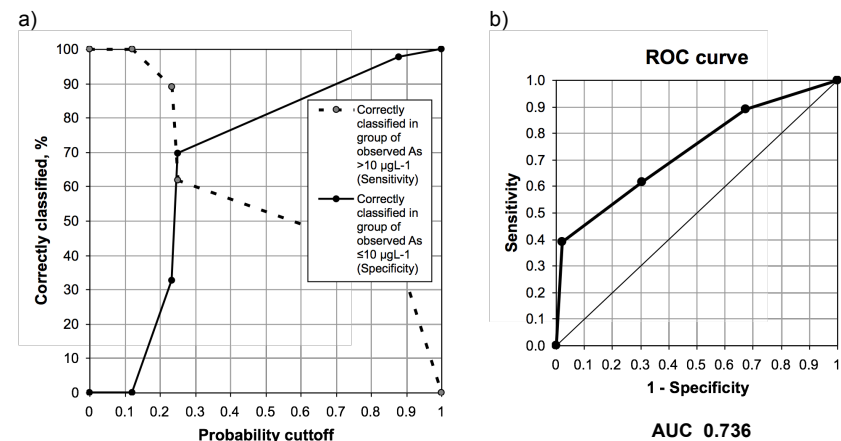 a)
100
90
80
70
60
50
40
30
20
10
0
Correctly classified, %
0 0.1 0.2 0.3 0.4 0.5 0.6 0.7 0.8 0.9 1
Probability cuttoff
Correctly
classified in
group of
observed As
>10 µgL-1
(Sensitivity)
Correctly
classified in
group of
observed As
≤10 µgL-1
(Specificity)
b)
ROC curve
1.0
0.9
0.8
0.7
0.6
0.5
0.4
0.3
0.2
0.1
0.0
Sensitivity
0 0.1 0.2 0.3 0.4 0.5 0.6 0.7 0.8 0.9 1
1 - Specificity
AUC 0.736